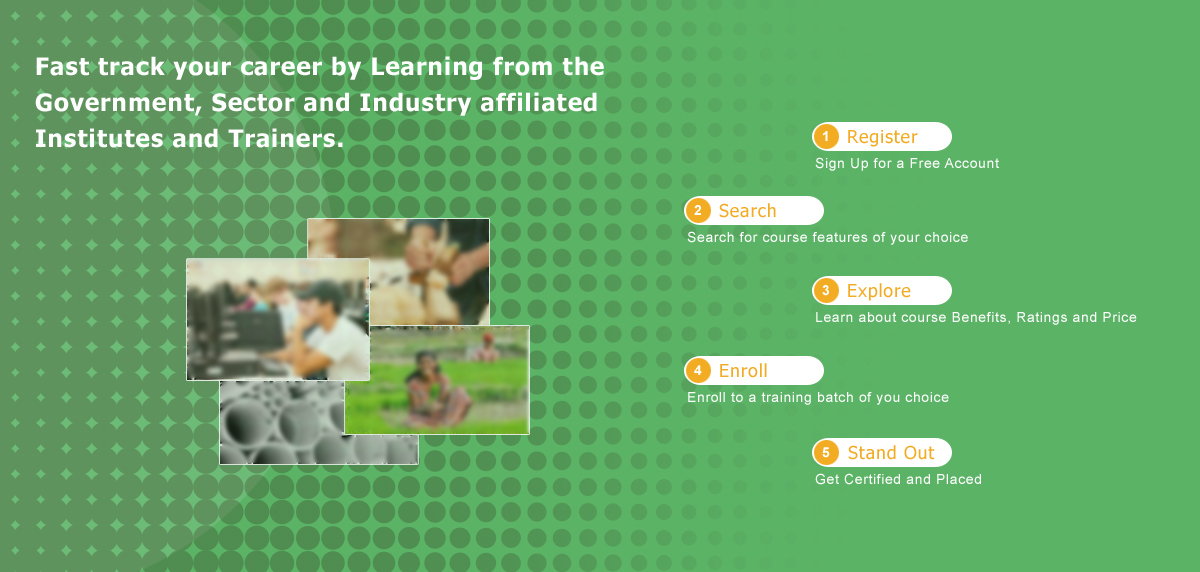 Fast track your career by Learning from the
Government, Sector and Industry affiliated
Institutes and Trainers.
1 Register
Sign Up for a Free Account
2 Search
Search for course features of your choice
3 Explore
Learn about course Benefits, Ratings and Price
4 Enroll
Enroll to a training batch of you choice
5 Stand Out
Get Certified and Placed